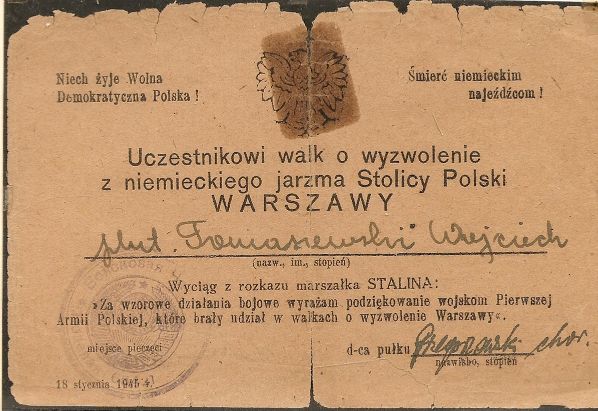 Niech żyje Wolna
Demokratyczna Polska !
Śmierć niemieckim
najeźdźcom !
Uczestnikowi walk o wyzwolenie
z niemieckiego jarzma Stolicy Polski
WARSZAWY
plut. Tomaszewski Wojciech
(nazw., im., stopień)
Wyciąg z rozkazu marszałka STALINA:
»Za wzorowe działania bojowe wyrażam podziękowanie wojskom Pierwszej
Armii Polskiej, które brały udział w walkach o wyzwolenie Warszawy«.
miejsce pieczęci
d-ca pułku chor.
nazwisko, stopień
18 stycznia 1945 r.